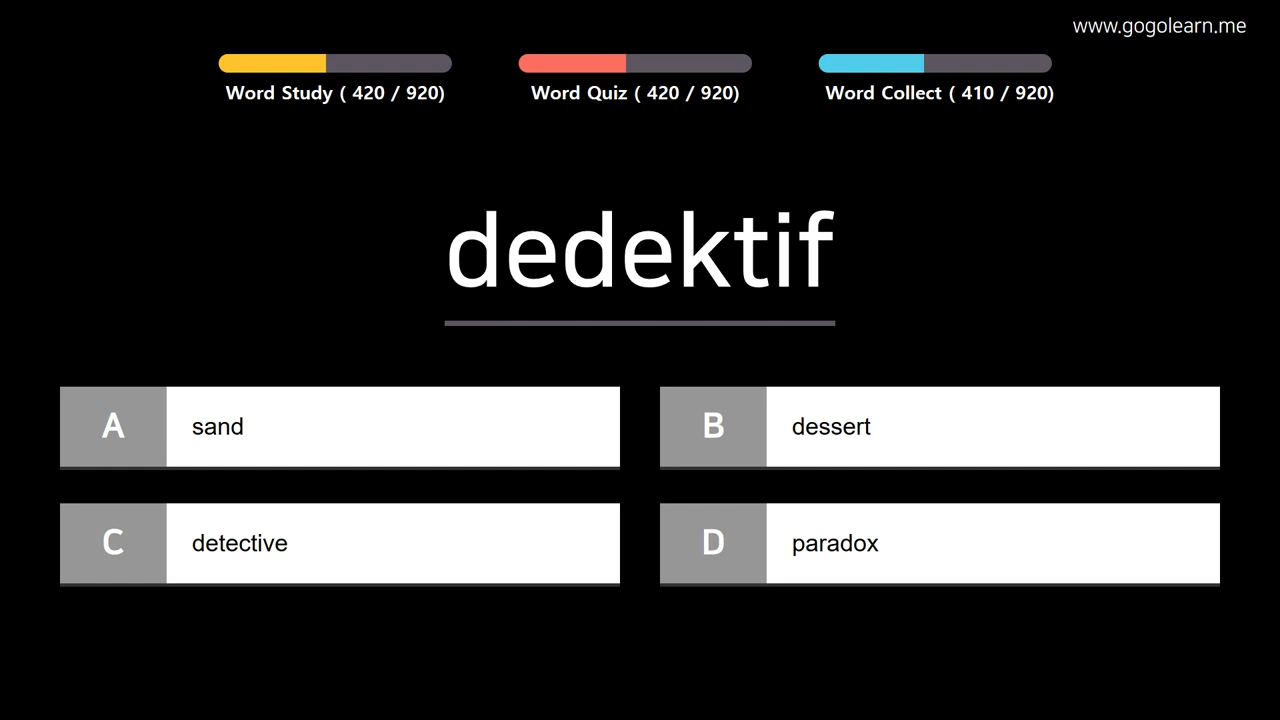 www.gogolearn.me
Word Study ( 420 / 920)
Word Quiz ( 420 / 920)
Word Collect ( 410 / 920)
dedektif
A sand
B dessert
C detective
D paradox